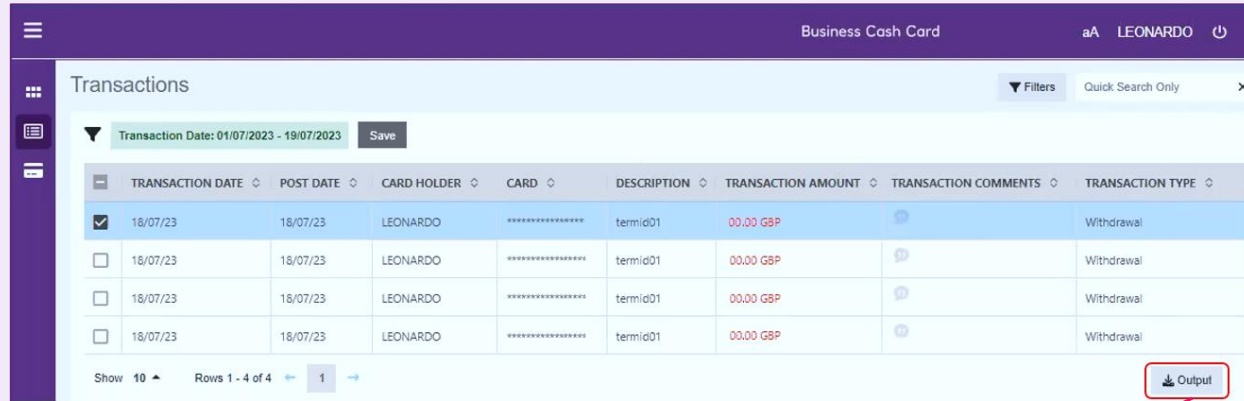 Business Cash Card aA LEONARDO
Transactions Filters Quick Search Only
Transaction Date: 01/07/2023 - 19/07/2023 Save
TRANSACTION DATE POST DATE CARD HOLDER CARD DESCRIPTION TRANSACTION AMOUNT TRANSACTION COMMENTS TRANSACTION TYPE
18/07/23 18/07/23 LEONARDO **************** termid01 00.00 GBP Withdrawal
18/07/23 18/07/23 LEONARDO **************** termid01 00.00 GBP Withdrawal
18/07/23 18/07/23 LEONARDO **************** termid01 00.00 GBP Withdrawal
18/07/23 18/07/23 LEONARDO **************** termid01 00.00 GBP Withdrawal
Show 10 Rows 1 - 4 of 4 1 Output